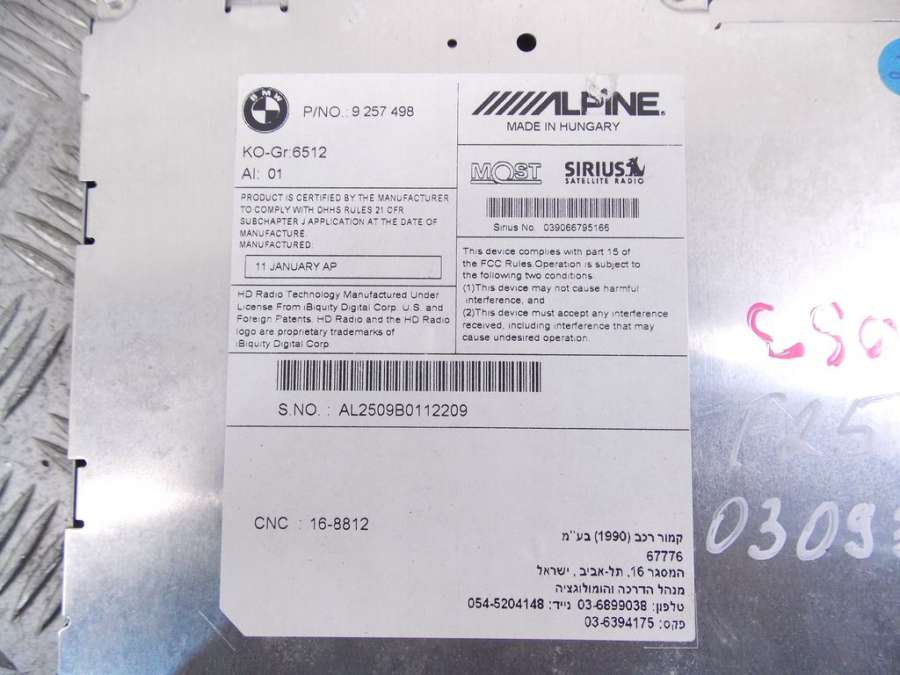 BMW
P/NO.: 9 257 498
KO-Gr:6512
AI: 01
PRODUCT IS CERTIFIED BY THE MANUFACTURER
TO COMPLY WITH DHHS RULES 21 CFR
SUBCHAPTER J APPLICATION AT THE DATE OF
MANUFACTURE.
MANUFACTURED:
11 JANUARY AP
HD Radio Technology Manufactured Under
License From iBiquity Digital Corp. U.S. and
Foreign Patents. HD Radio and the HD Radio
logo are proprietary trademarks of
iBiquity Digital Corp.
ALPINE®
MADE IN HUNGARY
MOST SIRIUS
SATELLITE RADIO
Sirius No. 039066795166
This device complies with part 15 of
the FCC Rules.Operation is subject to
the following two conditions.
(1)This device may not cause harmful
interference, and
(2)This device must accept any interference
received, including interference that may
cause undesired operation.
S.NO. : AL2509B0112209
CNC : 16-8812
קמור רכב (1990) בע"מ
67776
המסגר 16, תל-אביב, ישראל
מנהל הדרכה והומולוגציה
טלפון: 03-6899038 נייד: 054-5204148
פקס: 03-6394175